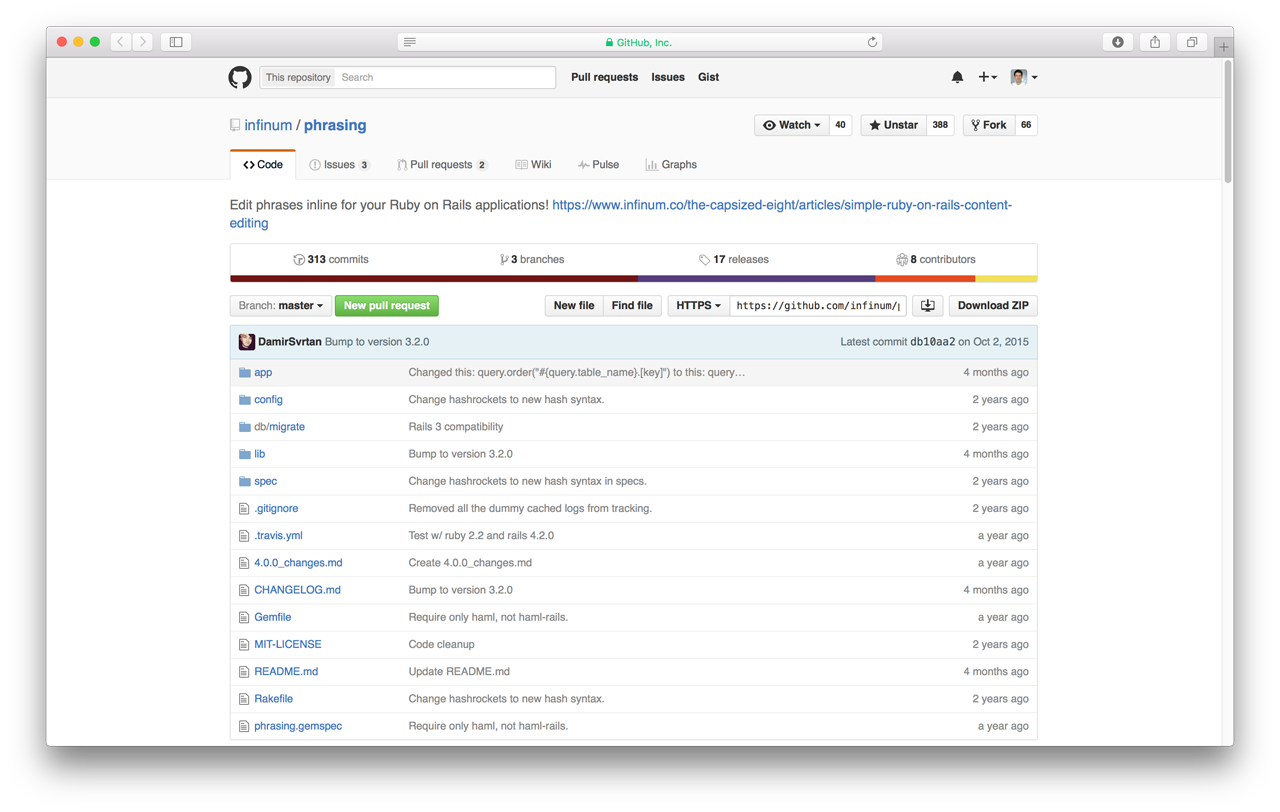 GitHub, Inc.
This repository Search Pull requests Issues Gist
infinum / phrasing Watch 40 Unstar 388 Fork 66
Code Issues 3 Pull requests 2 Wiki Pulse Graphs
Edit phrases inline for your Ruby on Rails applications! https://www.infinum.co/the-capsized-eight/articles/simple-ruby-on-rails-content-
editing
313 commits 3 branches 17 releases 8 contributors
Branch: master New pull request New file Find file HTTPS https://github.com/infinum/p Download ZIP
DamirSvrtan Bump to version 3.2.0 Latest commit db10aa2 on Oct 2, 2015
app Changed this: query.order("#{query.table_name}.[key]") to this: query… 4 months ago
config Change hashrockets to new hash syntax. 2 years ago
db/migrate Rails 3 compatibility 2 years ago
lib Bump to version 3.2.0 4 months ago
spec Change hashrockets to new hash syntax in specs. 2 years ago
.gitignore Removed all the dummy cached logs from tracking. 2 years ago
.travis.yml Test w/ ruby 2.2 and rails 4.2.0 a year ago
4.0.0_changes.md Create 4.0.0_changes.md a year ago
CHANGELOG.md Bump to version 3.2.0 4 months ago
Gemfile Require only haml, not haml-rails. a year ago
MIT-LICENSE Code cleanup 2 years ago
README.md Update README.md 4 months ago
Rakefile Change hashrockets to new hash syntax. 2 years ago
phrasing.gemspec Require only haml, not haml-rails. a year ago